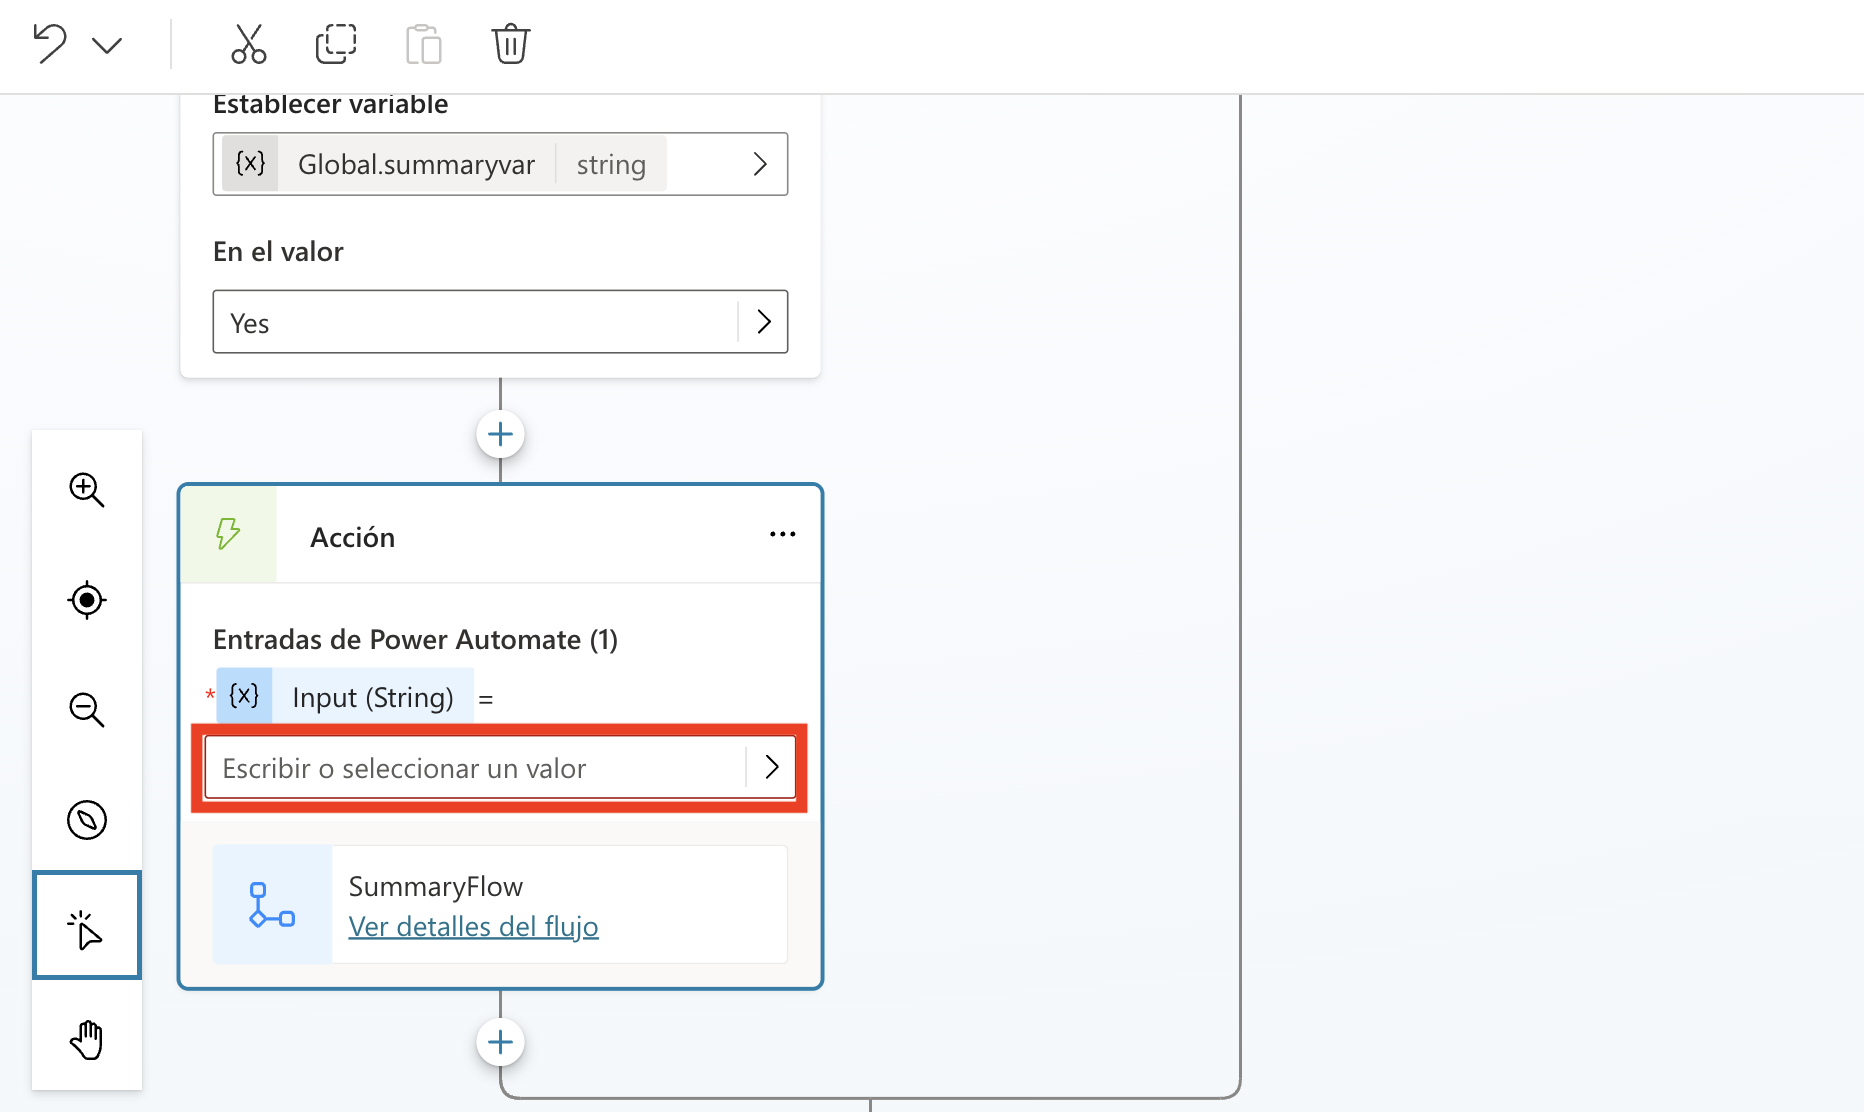 Establecer variable
{x} Global.summaryvar string
En el valor
Yes
Acción
Entradas de Power Automate (1)
* {x} Input (String) =
Escribir o seleccionar un valor
SummaryFlow
Ver detalles del flujo